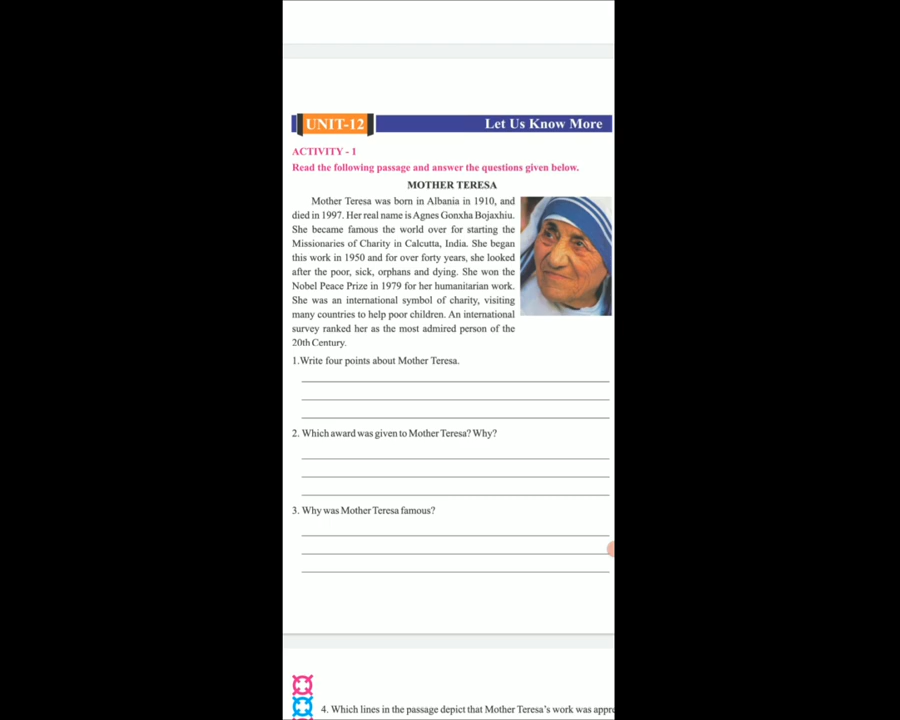 UNIT-12
Let Us Know More
ACTIVITY - 1
Read the following passage and answer the questions given below.
MOTHER TERESA
Mother Teresa was born in Albania in 1910, and
died in 1997. Her real name is Agnes Gonxha Bojaxhiu.
She became famous the world over for starting the
Missionaries of Charity in Calcutta, India. She began
this work in 1950 and for over forty years, she looked
after the poor, sick, orphans and dying. She won the
Nobel Peace Prize in 1979 for her humanitarian work.
She was an international symbol of charity, visiting
many countries to help poor children. An international
survey ranked her as the most admired person of the
20th Century.
1.Write four points about Mother Teresa.
2. Which award was given to Mother Teresa? Why?
3. Why was Mother Teresa famous?
4. Which lines in the passage depict that Mother Teresa's work was